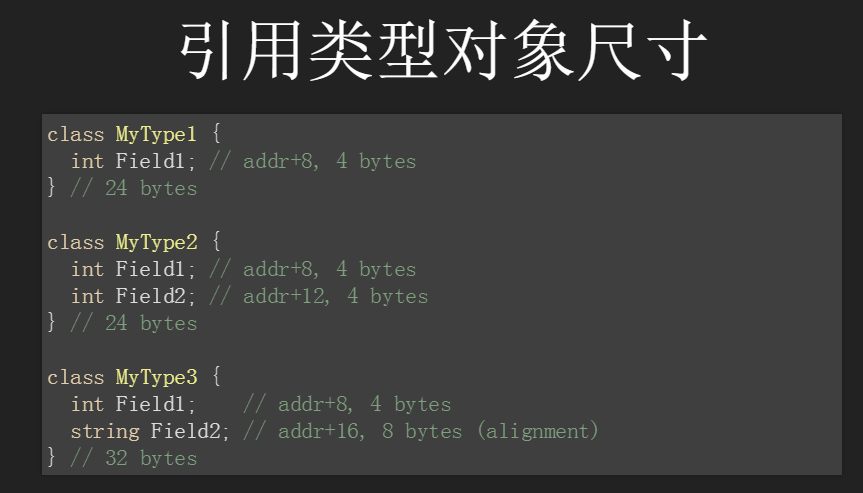 引用类型对象尺寸
class MyType1 {
  int Field1; // addr+8, 4 bytes
} // 24 bytes

class MyType2 {
  int Field1; // addr+8, 4 bytes
  int Field2; // addr+12, 4 bytes
} // 24 bytes

class MyType3 {
  int Field1;    // addr+8, 4 bytes
  string Field2; // addr+16, 8 bytes (alignment)
} // 32 bytes